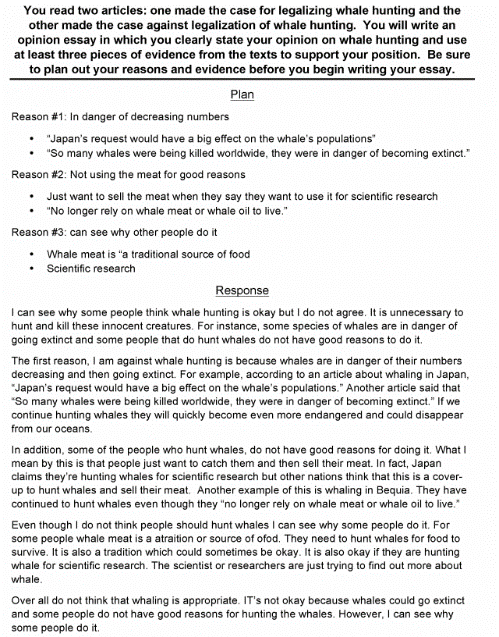 You read two articles: one made the case for legalizing whale hunting and the
other made the case against legalization of whale hunting.  You will write an
opinion essay in which you clearly state your opinion on whale hunting and use
at least three pieces of evidence from the texts to support your position.  Be sure
to plan out your reasons and evidence before you begin writing your essay.
Plan
Reason #1: In danger of decreasing numbers
• “Japan’s request would have a big effect on the whale’s populations”
• “So many whales were being killed worldwide, they were in danger of becoming extinct.”
Reason #2: Not using the meat for good reasons
• Just want to sell the meat when they say they want to use it for scientific research
• “No longer rely on whale meat or whale oil to live.”
Reason #3: can see why other people do it
• Whale meat is “a traditional source of food
• Scientific research
Response
I can see why some people think whale hunting is okay but I do not agree. It is unnecessary to
hunt and kill these innocent creatures. For instance, some species of whales are in danger of
going extinct and some people that do hunt whales do not have good reasons to do it.
The first reason, I am against whale hunting is because whales are in danger of their numbers
decreasing and then going extinct. For example, according to an article about whaling in Japan,
“Japan’s request would have a big effect on the whale’s populations.” Another article said that
“So many whales were being killed worldwide, they were in danger of becoming extinct.” If we
continue hunting whales they will quickly become even more endangered and could disappear
from our oceans.
In addition, some of the people who hunt whales, do not have good reasons for doing it. What I
mean by this is that people just want to catch them and then sell their meat. In fact, Japan
claims they’re hunting whales for scientific research but other nations think that this is a cover-
up to hunt whales and sell their meat.  Another example of this is whaling in Bequia. They have
continued to hunt whales even though they “no longer rely on whale meat or whale oil to live.”
Even though I do not think people should hunt whales I can see why some people do it. For
some people whale meat is a atraition or source of ofod. They need to hunt whales for food to
survive. It is also a tradition which could sometimes be okay. It is also okay if they are hunting
whale for scientific research. The scientist or researchers are just trying to find out more about
whale.
Over all do not think that whaling is appropriate. IT’s not okay because whales could go extinct
and some people do not have good reasons for hunting the whales. However, I can see why
some people do it.